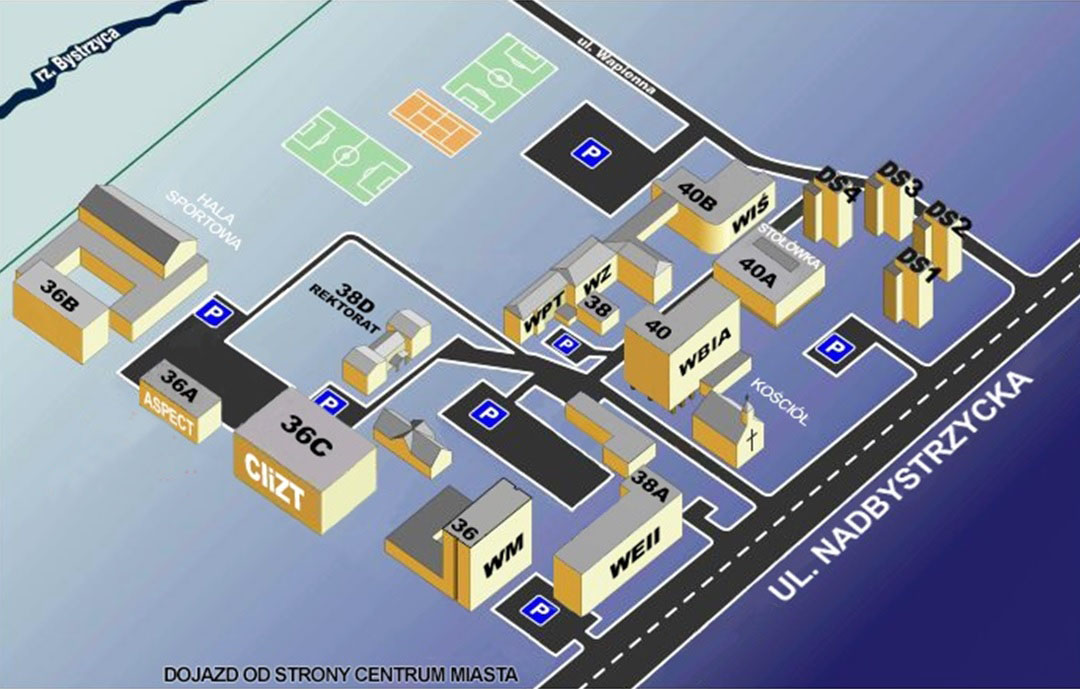 rz. Bystrzyca
ul. Wapienna
P
40B
WIŚ
DS4
DS3
DS2
DS1
STOŁÓWKA
40A
HALA
SPORTOWA
36B
P
38D
REKTORAT
WPT
WZ
38
P
40
WBIA
P
KOŚCIÓŁ
36A
ASPECT
P
P
36C
CIiZT
38A
WEII
36
WM
P
UL. NADBYSTRZYCKA
DOJAZD OD STRONY CENTRUM MIASTA